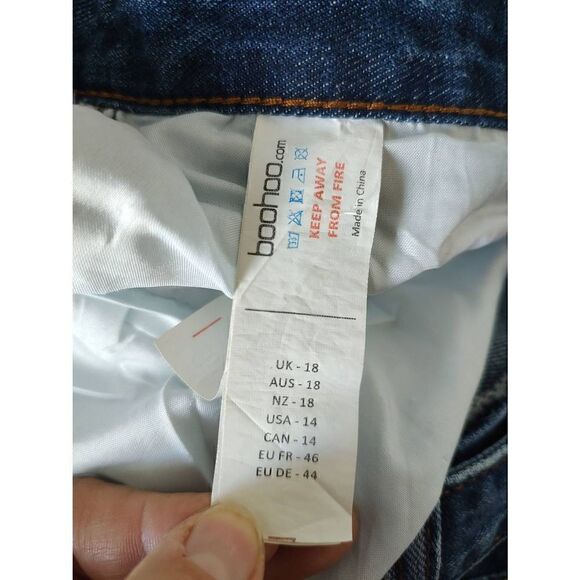 boohoo.com
KEEP AWAY
FROM FIRE
Made in China
UK - 18
AUS - 18
NZ - 18
USA - 14
CAN - 14
EU FR - 46
EU DE - 44